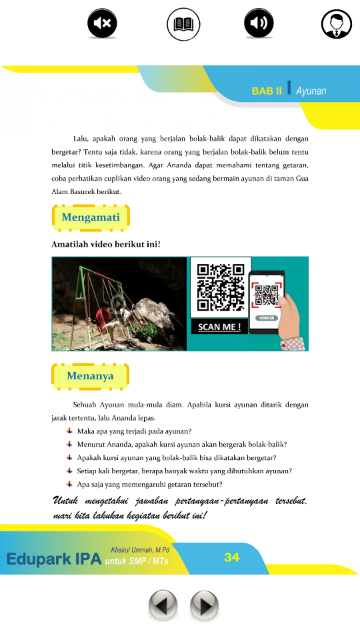 BAB II Ayunan
Lalu, apakah orang yang berjalan bolak-balik dapat dikatakan dengan
bergetar? Tentu saja tidak, karena orang yang berjalan bolak-balik belum tentu
melalui titik kesetimbangan. Agar Ananda dapat memahami tentang getaran,
coba perhatikan cuplikan video orang yang sedang bermain ayunan di taman Gua
Alam Basurek berikut.
Mengamati
Amatilah video berikut ini!
SCAN ME !
Menanya
Sebuah Ayunan mula-mula diam. Apabila kursi ayunan ditarik dengan
jarak tertentu, lalu Ananda lepas.
Maka apa yang terjadi pada ayunan?
Menurut Ananda, apakah kursi ayunan akan bergerak bolak-balik?
Apakah kursi ayunan yang bolak-balik bisa dikatakan bergetar?
Setiap kali bergetar, berapa banyak waktu yang dibutuhkan ayunan?
Apa saja yang memengaruhi getaran tersebut?
Untuk mengetahui jawaban pertanyaan-pertanyaan tersebut,
mari kita lakukan kegiatan berikut ini!
Khairul Ummah, M.Pd
Edupark IPA untuk SMP / MTs
34